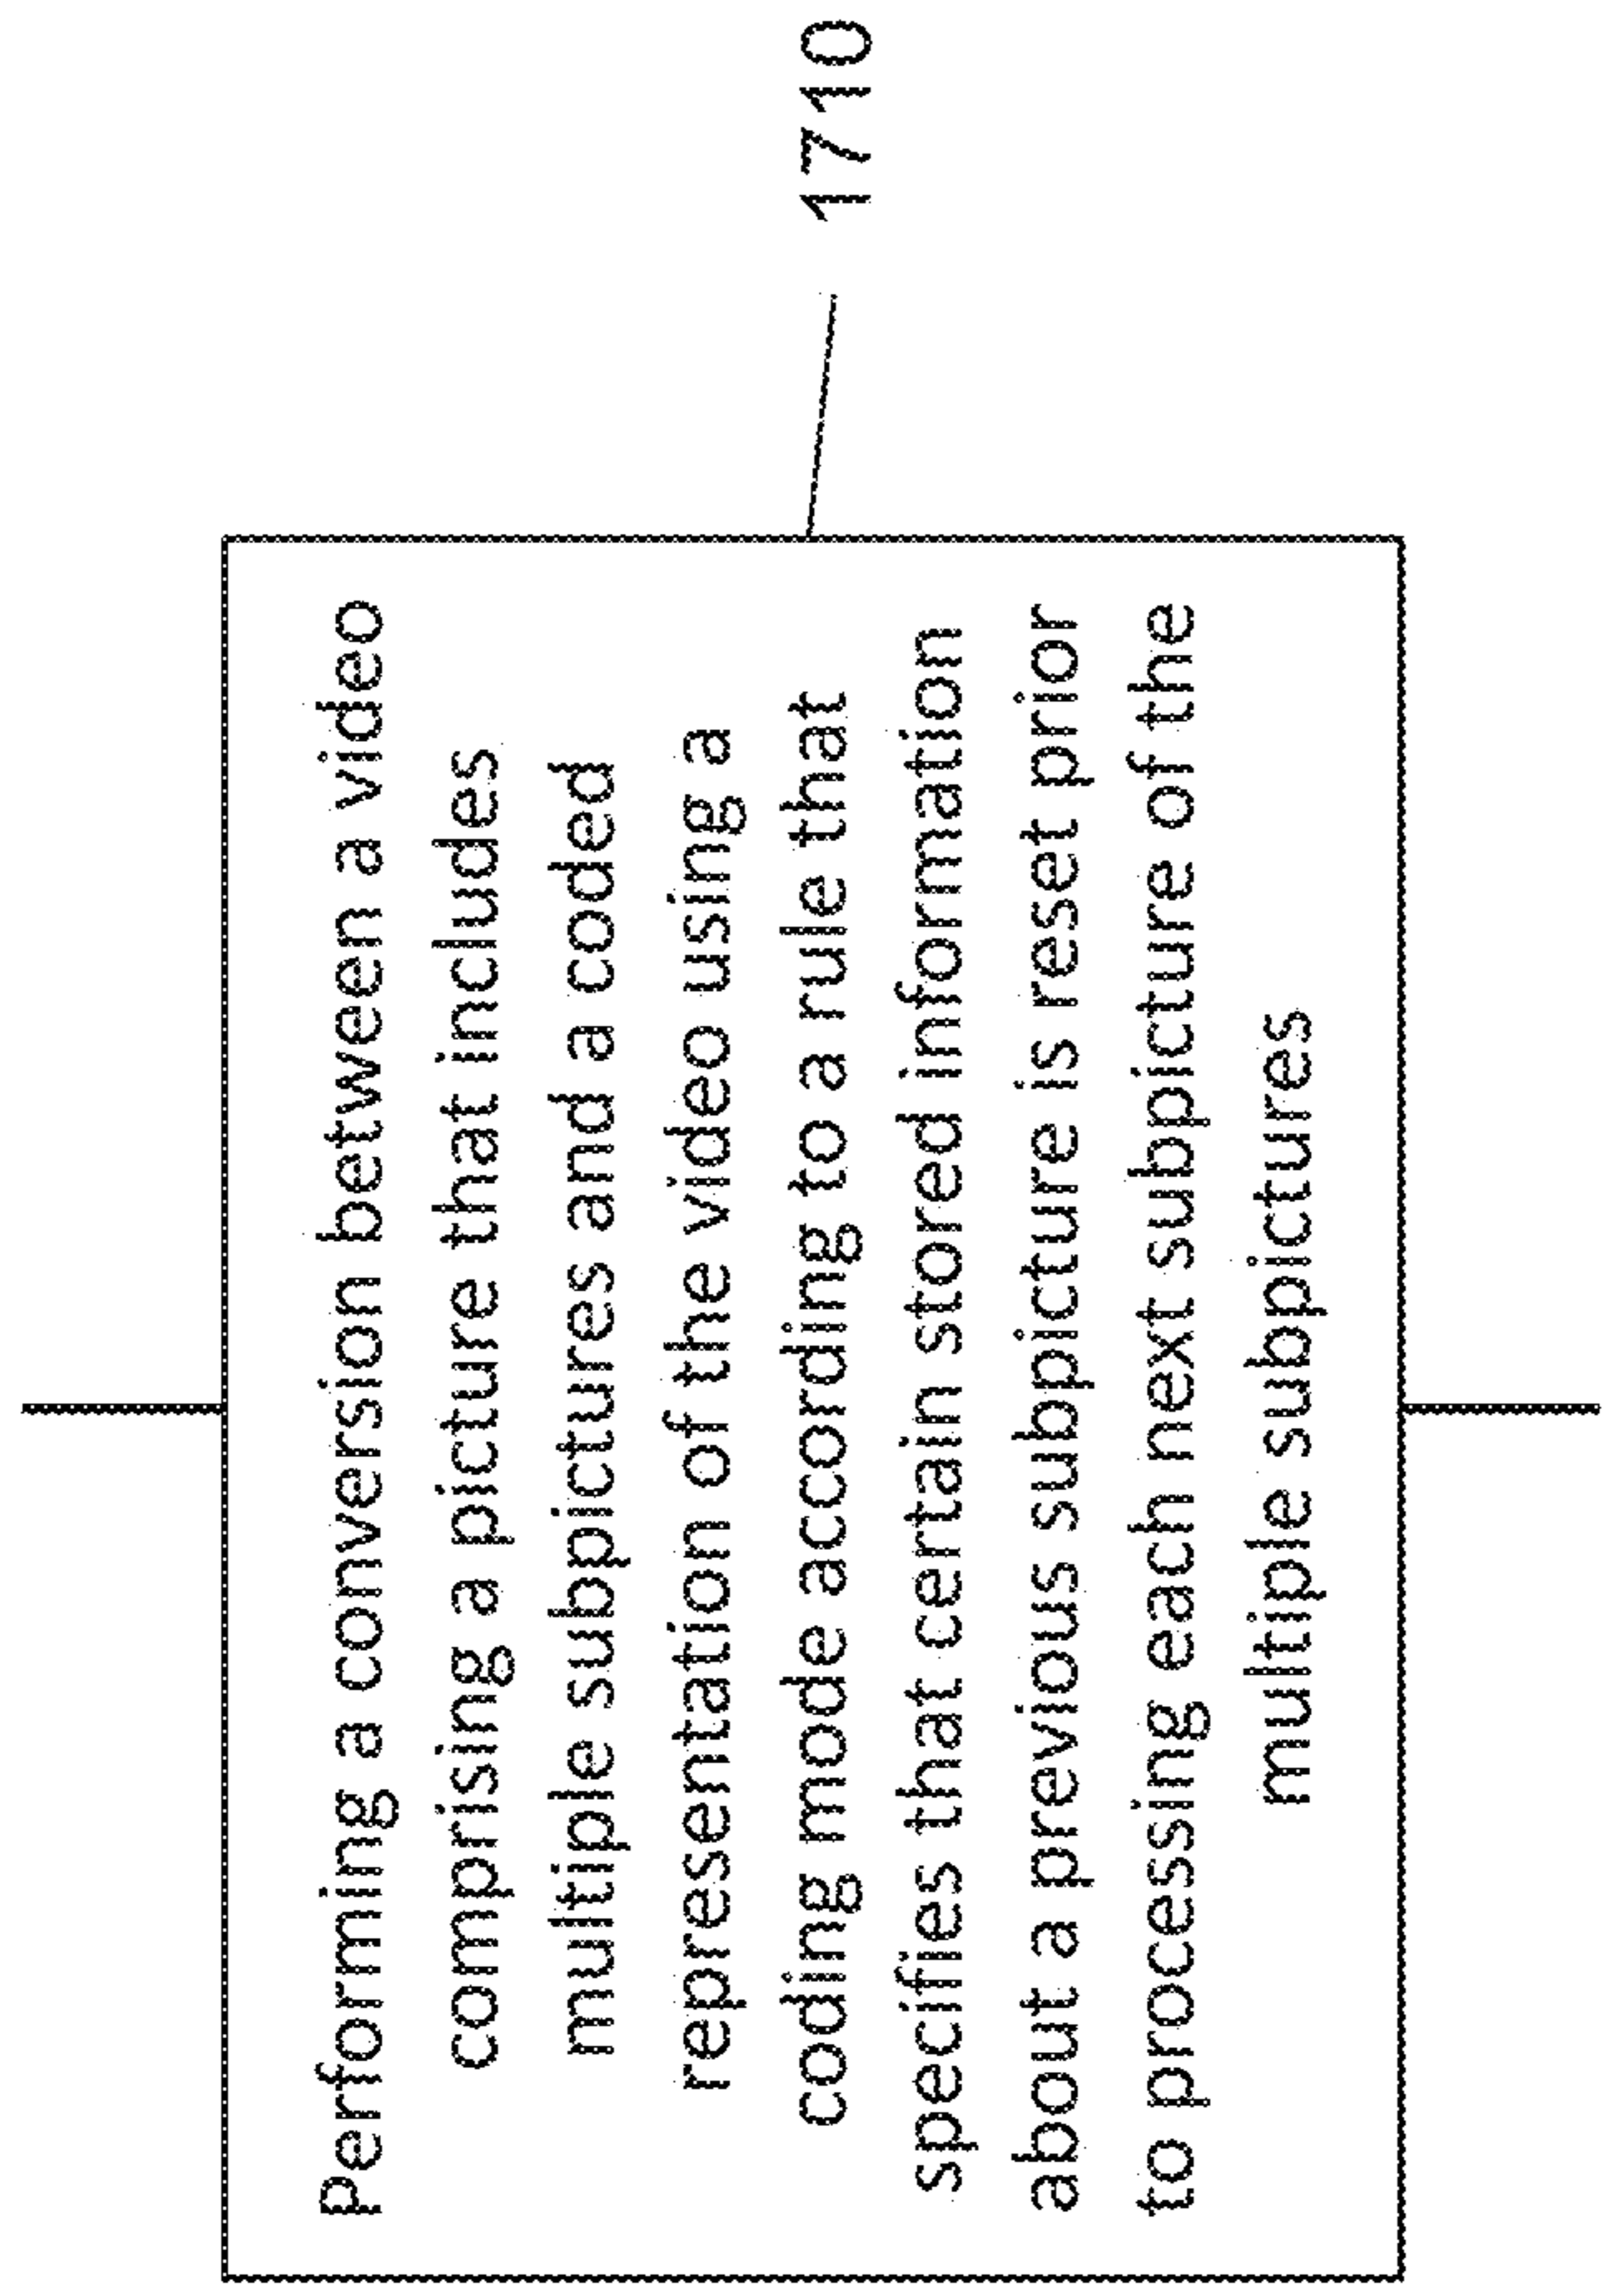 Performing a conversion between a video
comprising a picture that includes
multiple subpictures and a coded
representation of the video using a
coding mode according to a rule that
specifies that certain stored information
about a previous subpicture is reset prior
to processing each next subpicture of the
multiple subpictures
1710